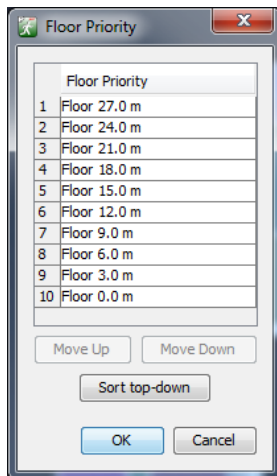 Floor Priority
Floor Priority
1 Floor 27.0 m
2 Floor 24.0 m
3 Floor 21.0 m
4 Floor 18.0 m
5 Floor 15.0 m
6 Floor 12.0 m
7 Floor 9.0 m
8 Floor 6.0 m
9 Floor 3.0 m
10 Floor 0.0 m
Move Up Move Down
Sort top-down
OK Cancel